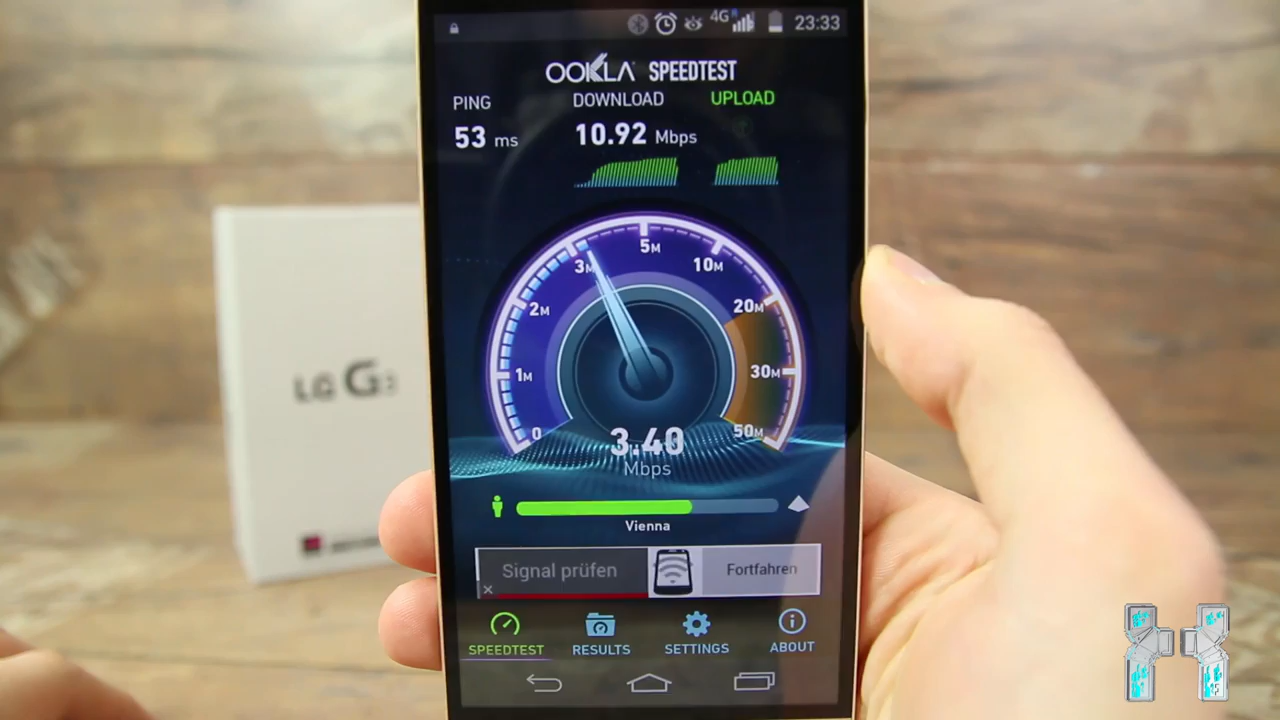 4G 23:33
OOKLA SPEEDTEST
PING DOWNLOAD UPLOAD
53 ms 10.92 Mbps
5M
3M 10M
2M 20M
1M 30M
0 50M
3.40
Mbps
Vienna
Signal prüfen Fortfahren
SPEEDTEST RESULTS SETTINGS ABOUT
LG G3